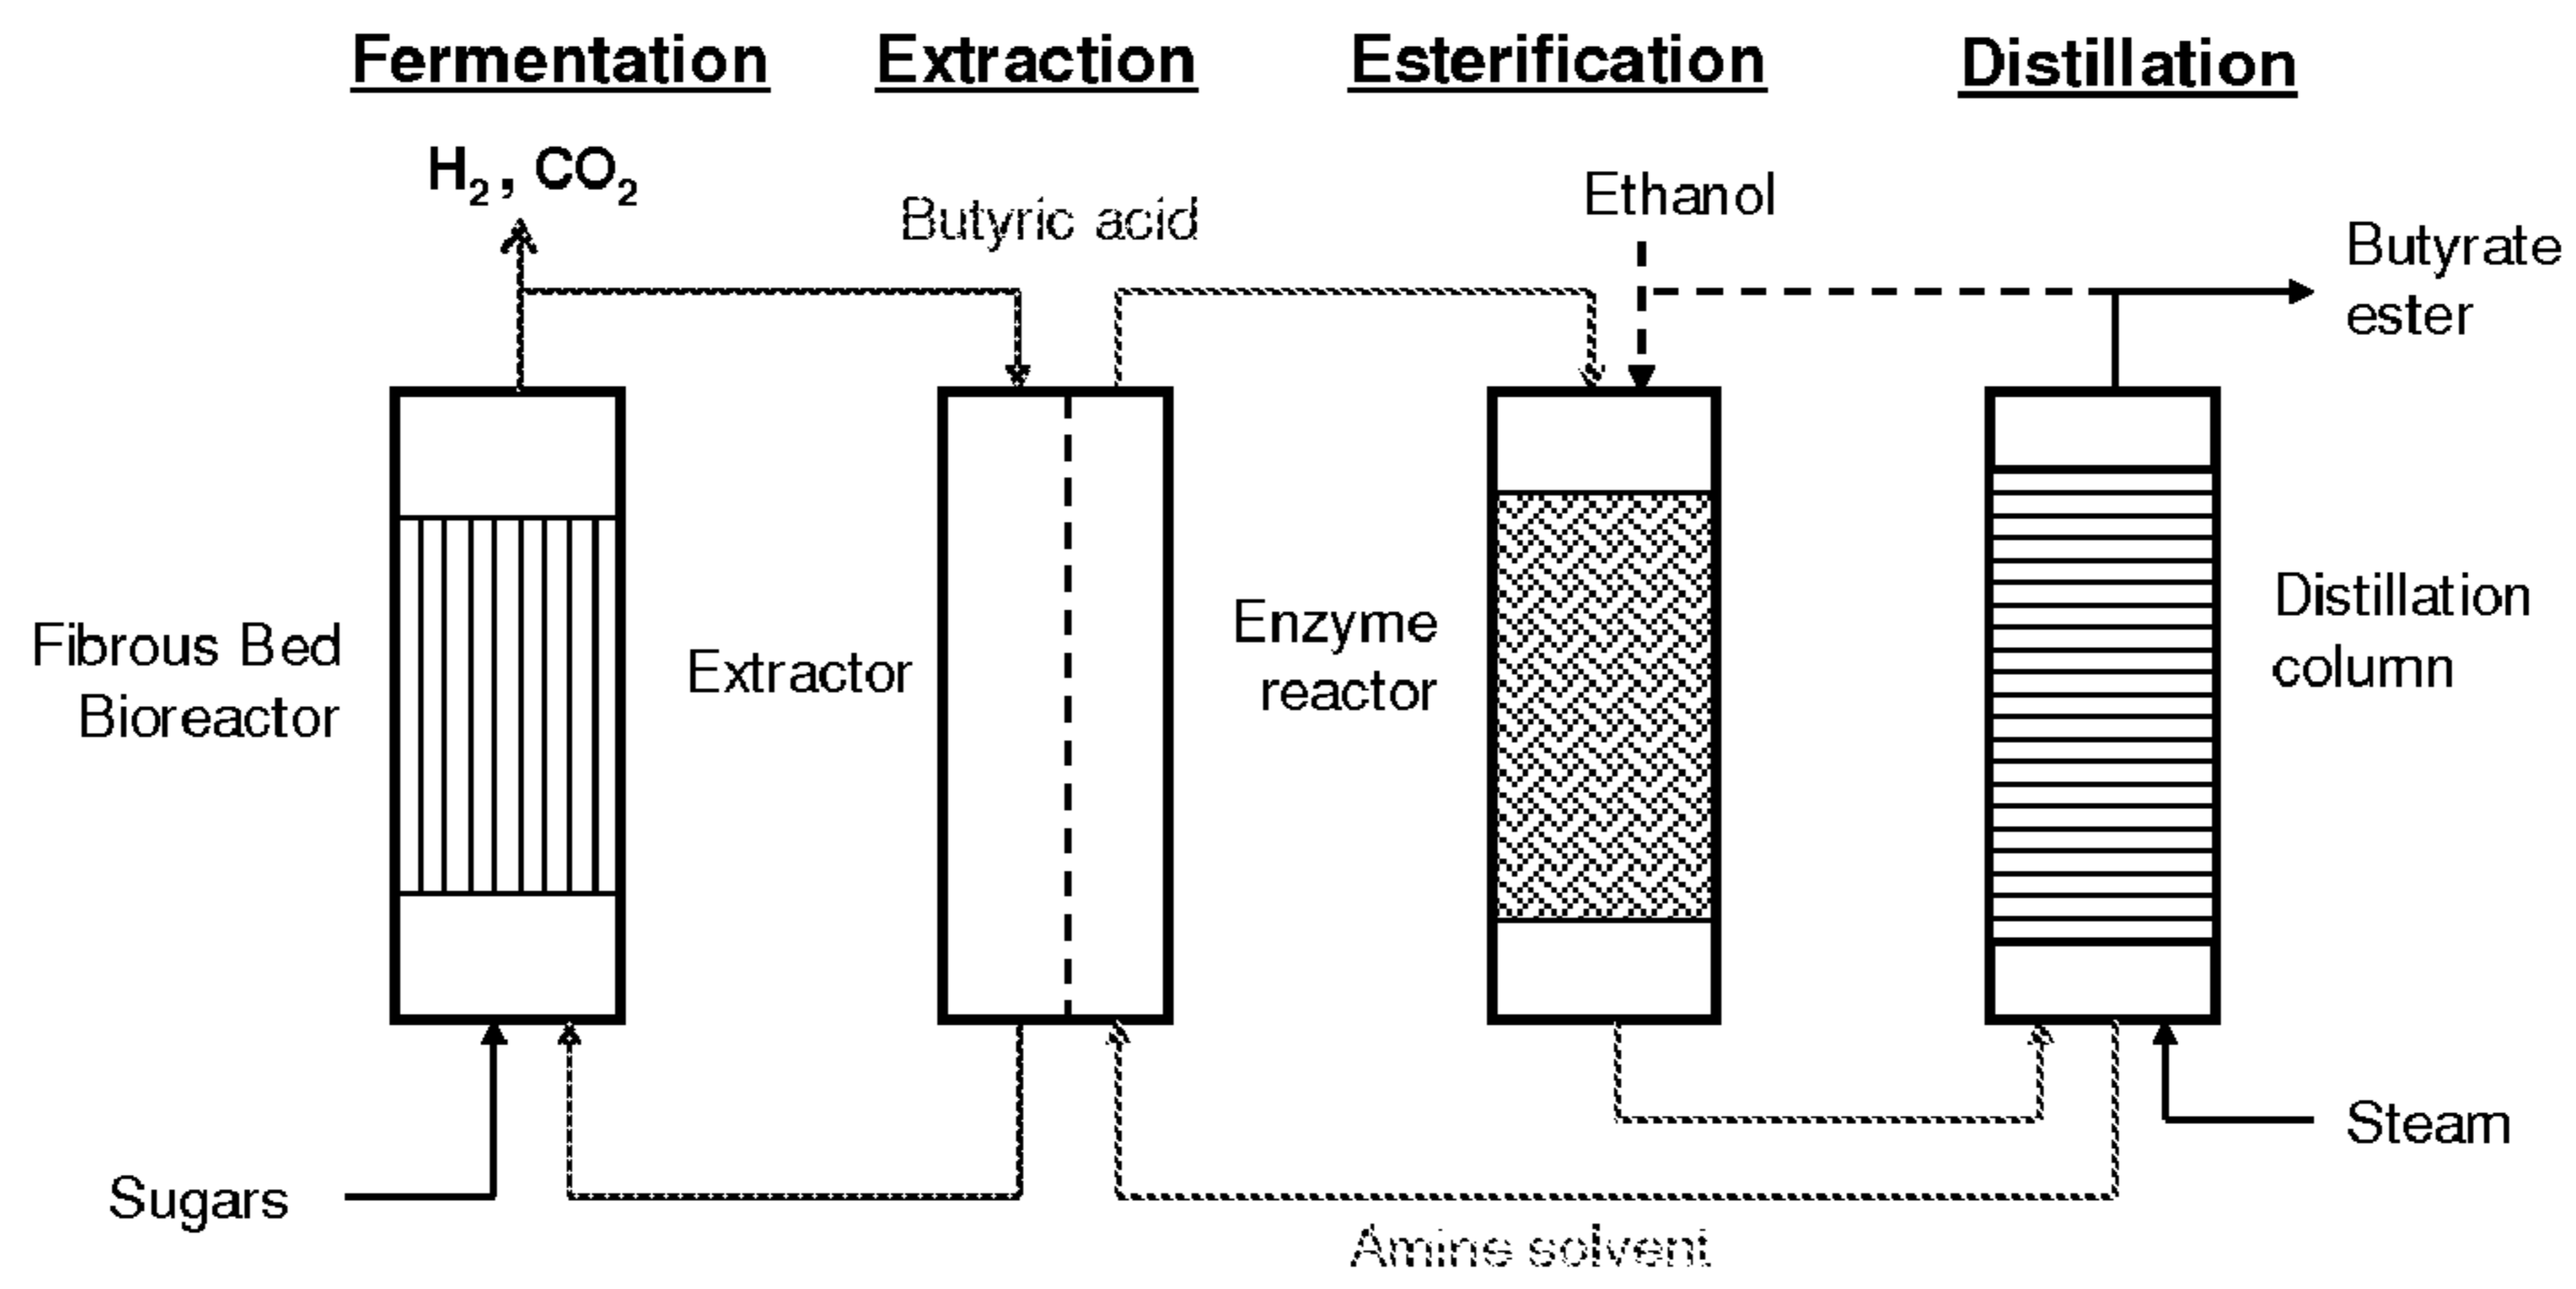 Fermentation
Extraction
Esterification
Distillation
H2, CO2
Butyric acid
Ethanol
Butyrate
ester
Fibrous Bed
Bioreactor
Extractor
Enzyme
reactor
Distillation
column
Sugars
Amine solvent
Steam